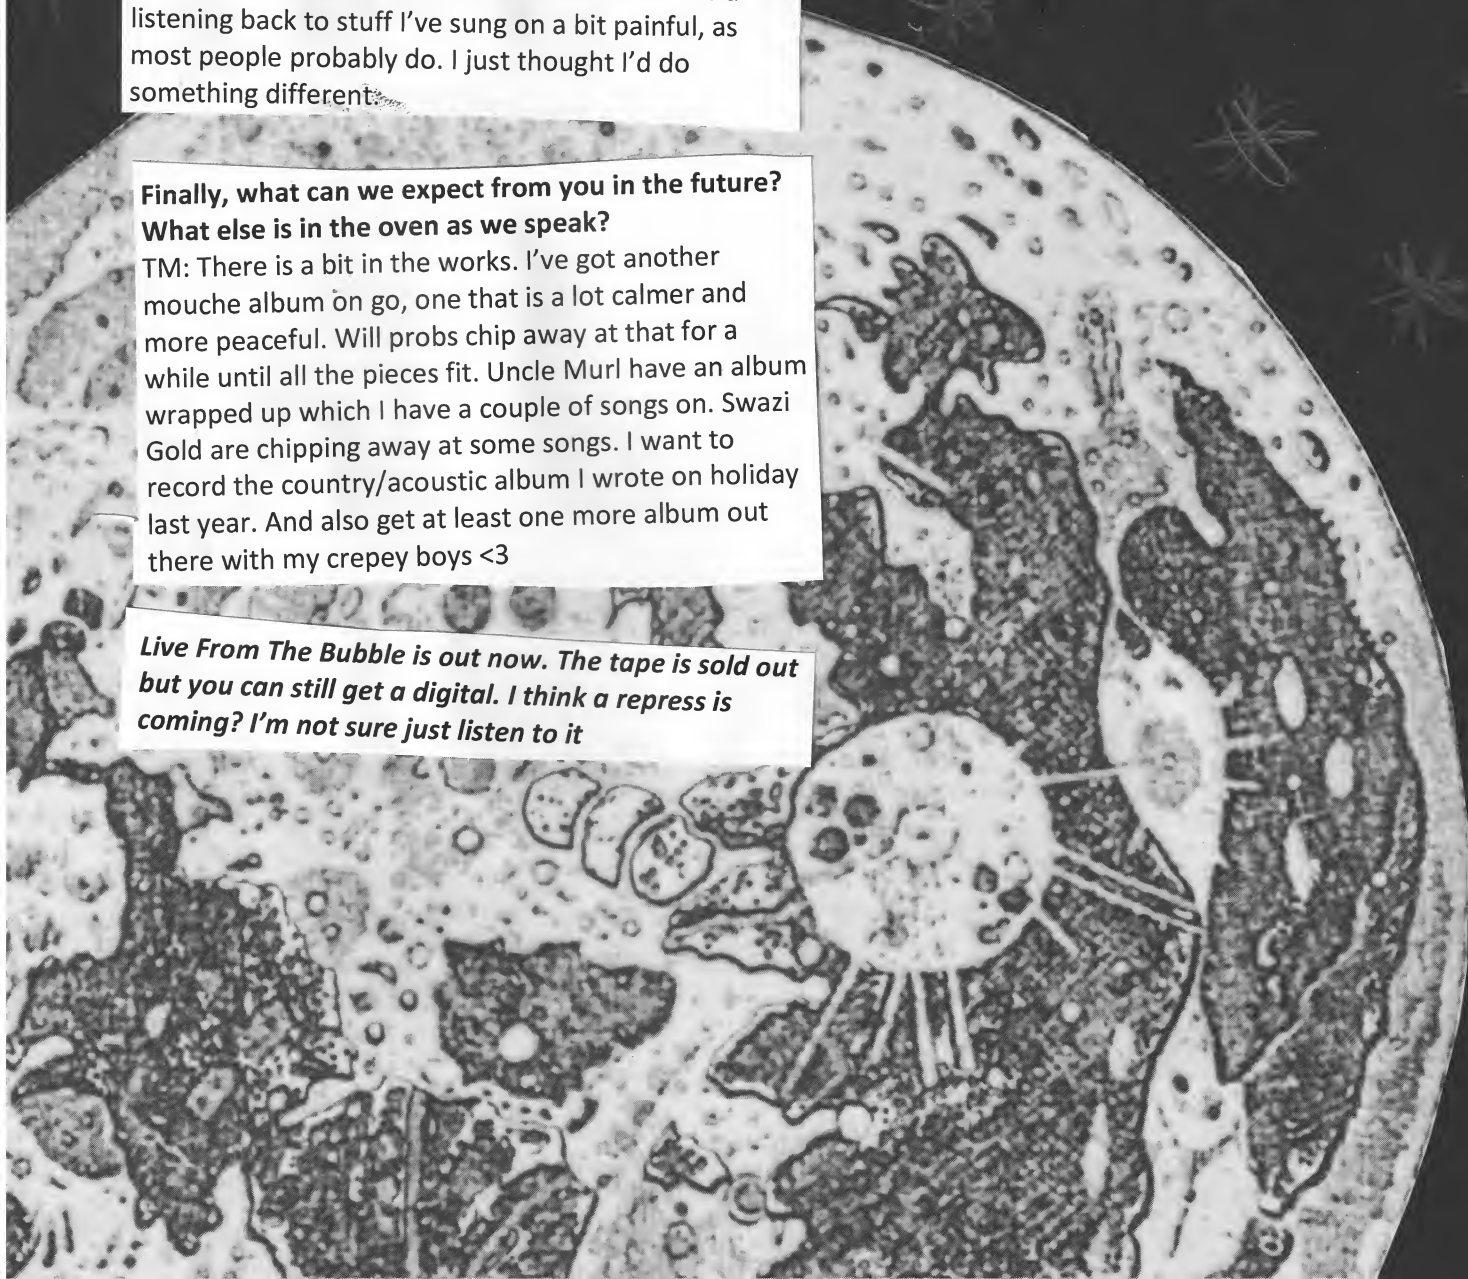 listening back to stuff I've sung on a bit painful, as
most people probably do. I just thought I'd do
something different.
Finally, what can we expect from you in the future?
What else is in the oven as we speak?
TM: There is a bit in the works. I've got another
mouche album on go, one that is a lot calmer and
more peaceful. Will probs chip away at that for a
while until all the pieces fit. Uncle Murl have an album
wrapped up which I have a couple of songs on. Swazi
Gold are chipping away at some songs. I want to
record the country/acoustic album I wrote on holiday
last year. And also get at least one more album out
there with my crepey boys <3
Live From The Bubble is out now. The tape is sold out
but you can still get a digital. I think a repress is
coming? I'm not sure just listen to it